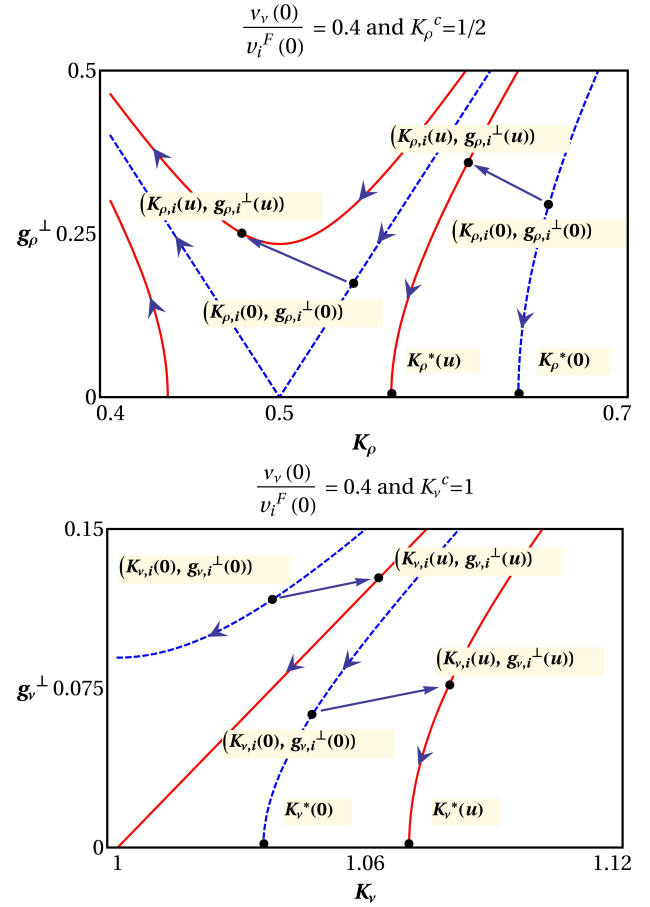 ν_ν(0)/v_i^F(0) = 0.4 and K_ρ^c=1/2
0.5
(K_ρ,i(u), g_ρ,i^⊥(u))
(K_ρ,i(u), g_ρ,i^⊥(u))
g_ρ^⊥ 0.25
(K_ρ,i(0), g_ρ,i^⊥(0))
(K_ρ,i(0), g_ρ,i^⊥(0))
K_ρ*(u) K_ρ*(0)
0
0.4 0.5 0.7
K_ρ
ν_ν(0)/v_i^F(0) = 0.4 and K_ν^c=1
0.15
(K_ν,i(0), g_ν,i^⊥(0)) (K_ν,i(u), g_ν,i^⊥(u))
(K_ν,i(u), g_ν,i^⊥(u))
g_ν^⊥ 0.075
(K_ν,i(0), g_ν,i^⊥(0))
K_ν*(0) K_ν*(u)
0
1 1.06 1.12
K_ν